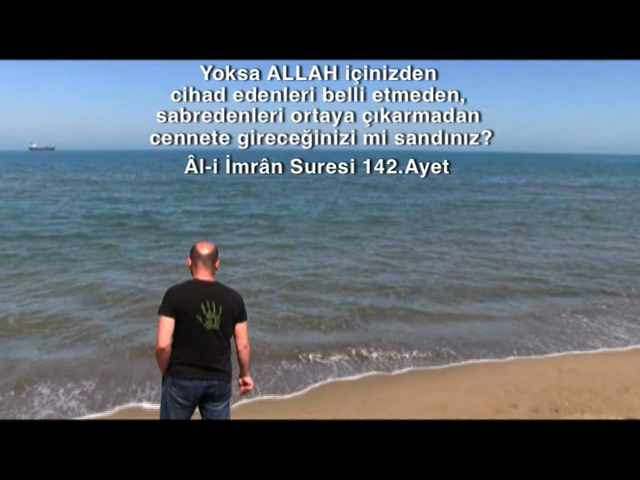 Yoksa ALLAH içinizden
cihad edenleri belli etmeden,
sabredenleri ortaya çıkarmadan
cennete gireceğinizi mi sandınız?
Âl-i İmrân Suresi 142.Ayet